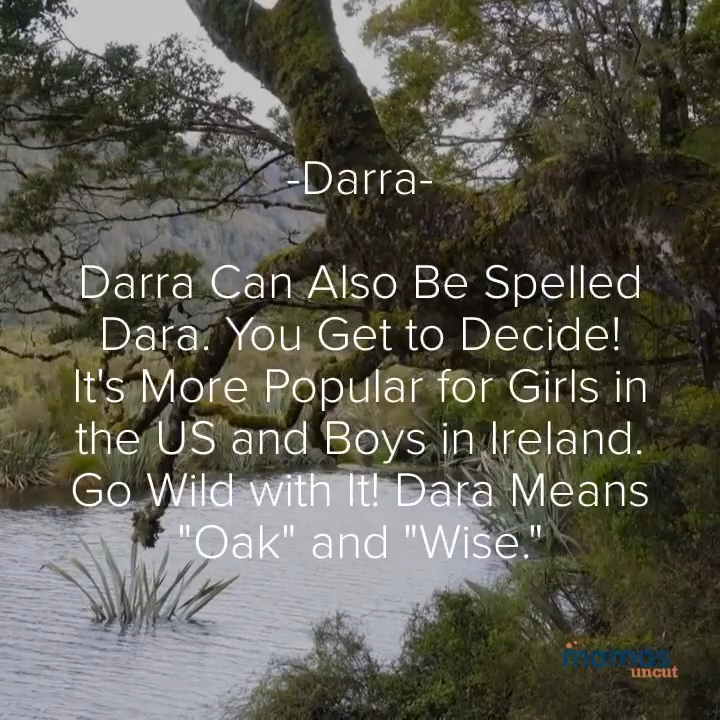 -Darra-
Darra Can Also Be Spelled
Dara. You Get to Decide!
It's More Popular for Girls in
the US and Boys in Ireland.
Go Wild with It! Dara Means
"Oak" and "Wise."
mamas
uncut